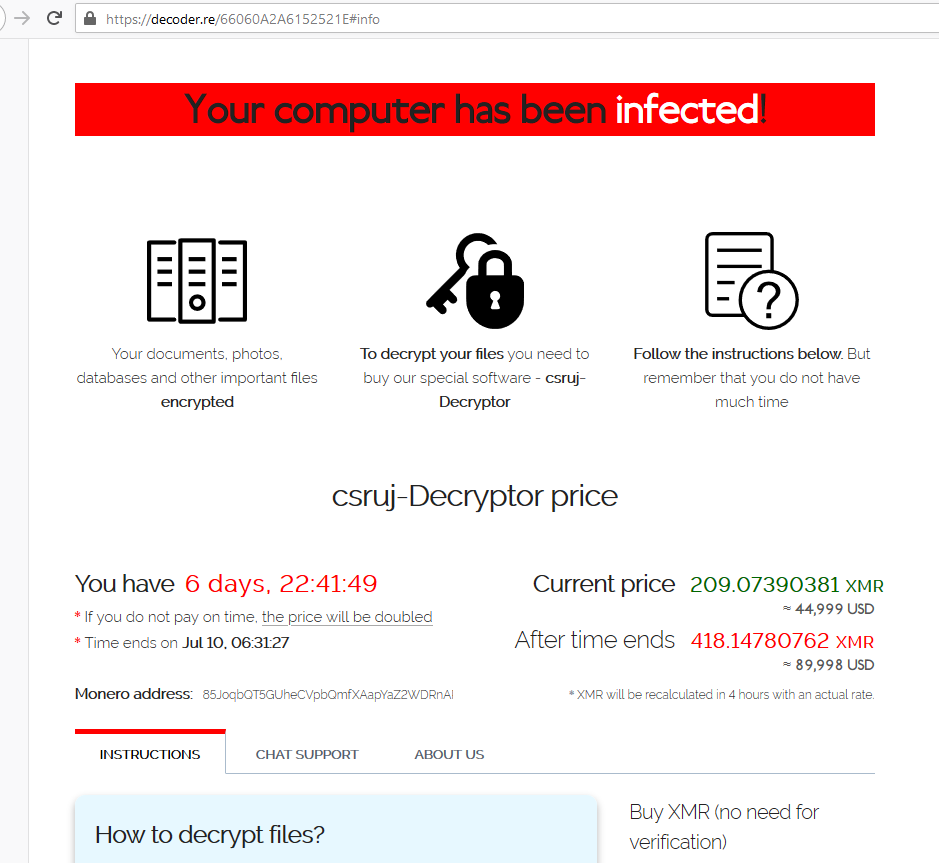 https://decoder.re/66060A2A6152521E#info
Your computer has been infected!
Your documents, photos,
databases and other important files
encrypted
To decrypt your files you need to
buy our special software - csruj-
Decryptor
Follow the instructions below. But
remember that you do not have
much time
csruj-Decryptor price
You have 6 days, 22:41:49
* If you do not pay on time, the price will be doubled
* Time ends on Jul 10, 06:31:27
Current price 209.07390381 XMR
≈ 44,999 USD
After time ends 418.14780762 XMR
≈ 89,998 USD
Monero address: 85JoqbQT5GUheCVpbQmfXAapYaZ2WDRnAI
* XMR will be recalculated in 4 hours with an actual rate.
INSTRUCTIONS CHAT SUPPORT ABOUT US
How to decrypt files?
Buy XMR (no need for
verification)